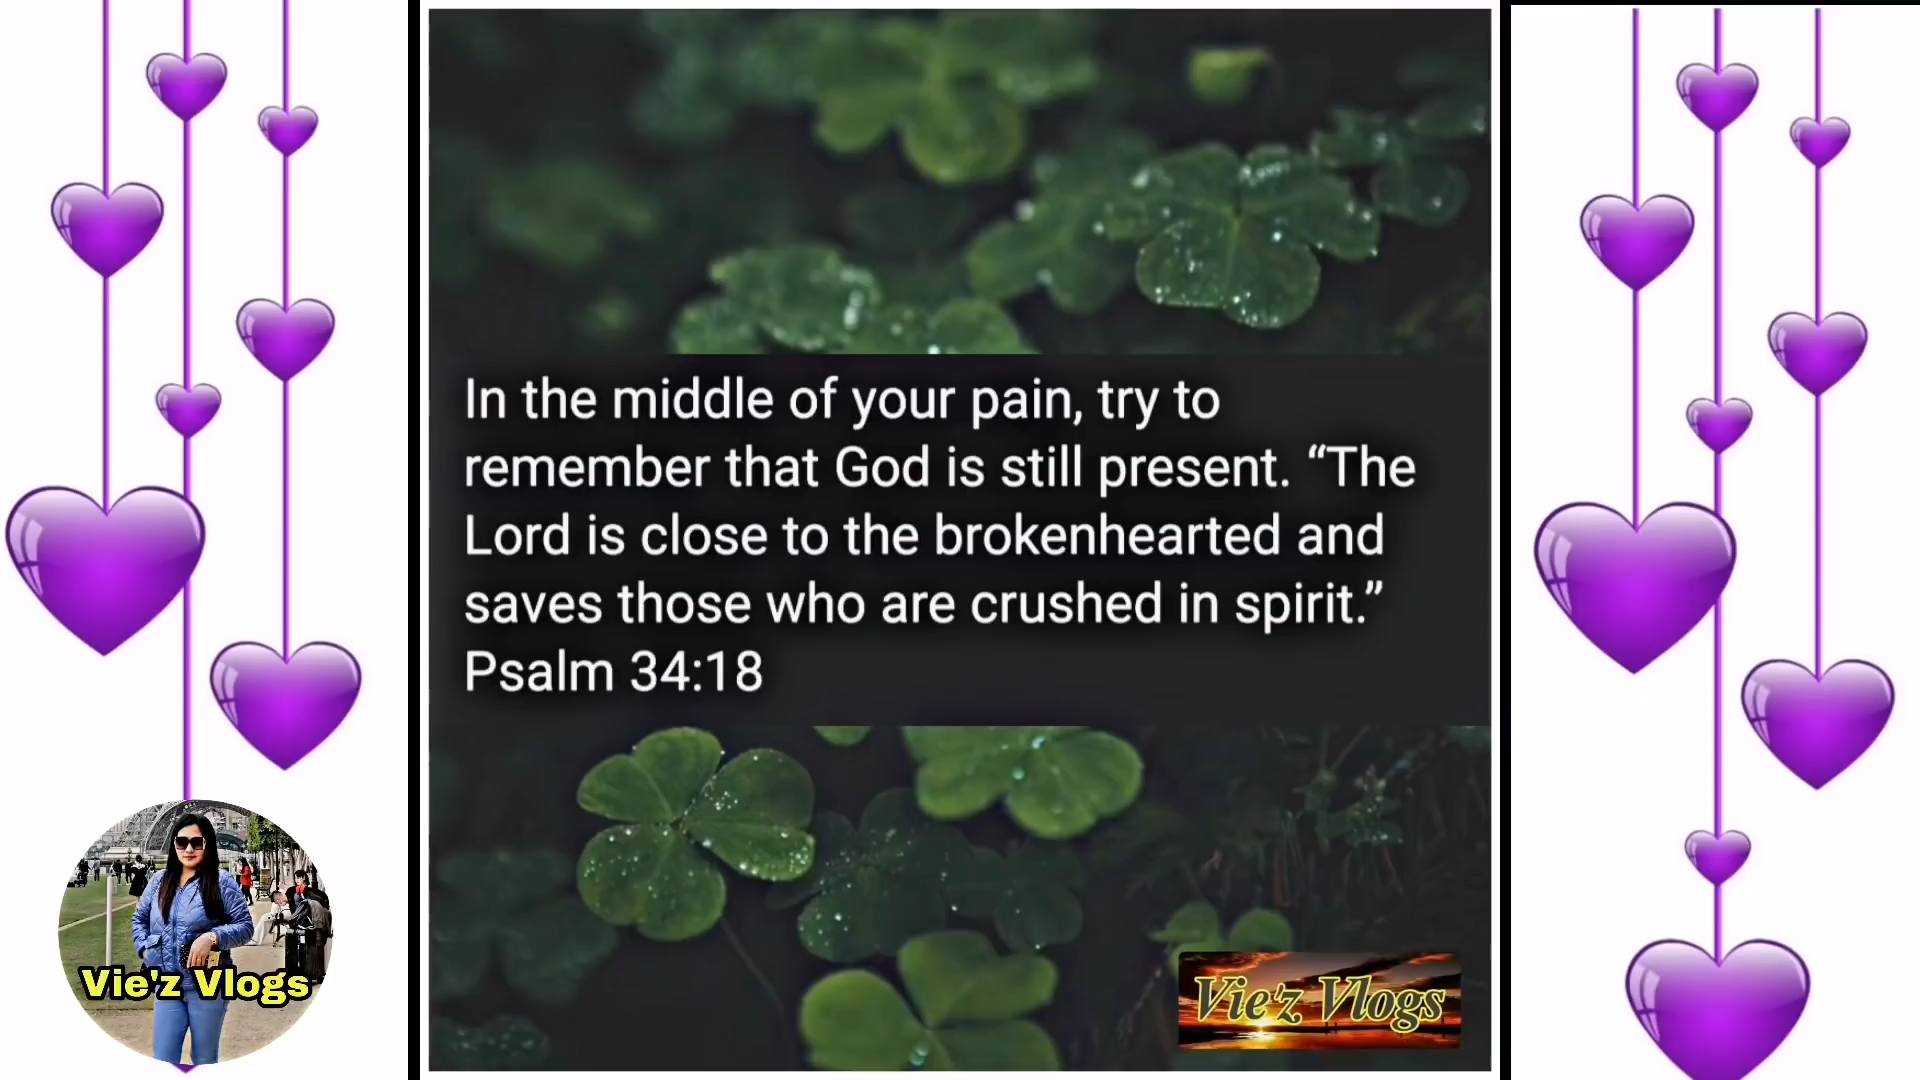 In the middle of your pain, try to
remember that God is still present. “The
Lord is close to the brokenhearted and
saves those who are crushed in spirit.”
Psalm 34:18
Vie'z Vlogs
Vie'z Vlogs